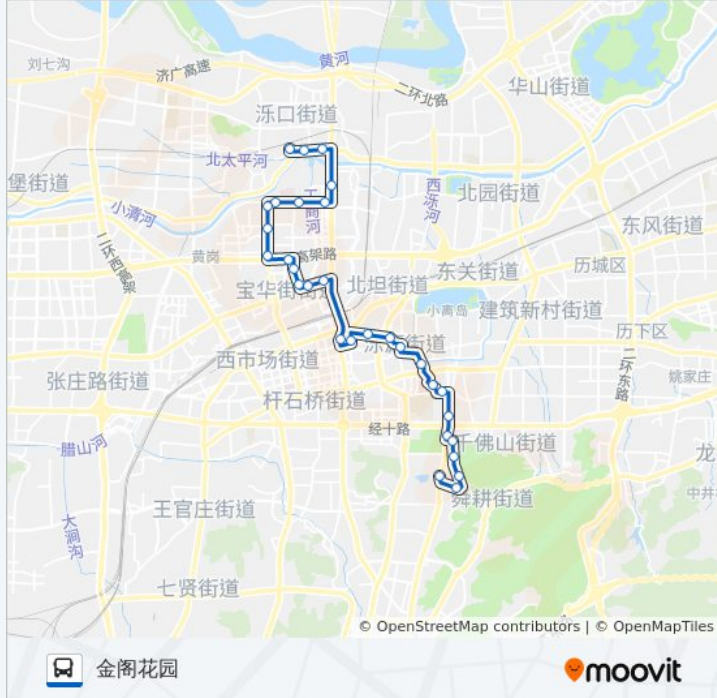 黄河
刘七沟
济广高速
二环北路
华山街道
泺口街道
北太平河
堡街道
西泺河
北园街道
小清河
工商河
东风街道
二环西高架
黄岗
高架路
东关街道
历城区
宝华街
北坦街道
小离岛
建筑新村街道
历下区
西市场街道
二环东路
张庄路街道
姚家庄
杆石桥街道
经十路
千佛山街道
腊山河
龙
中井
舜耕街道
王官庄街道
大涧沟
七贤街道
© OpenStreetMap contributors | © OpenMapTiles
金阁花园
moovit